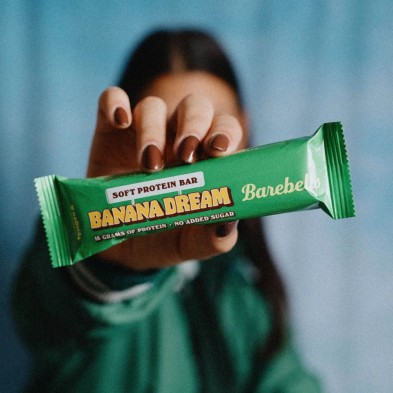 SOFT PROTEIN BAR
BANANA DREAM
16 GRAMS OF PROTEIN • NO ADDED SUGAR
Barebells